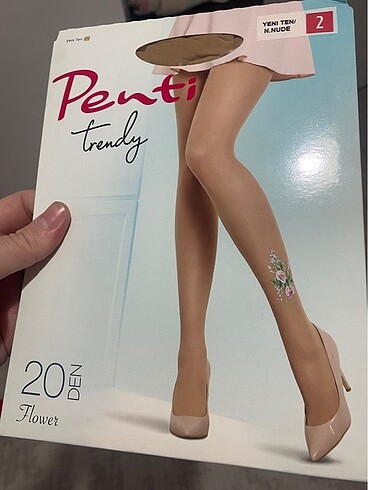 Yeni Ten
YENI TEN/
N.NUDE
2
Penti
trendy
20 DEN
Flower